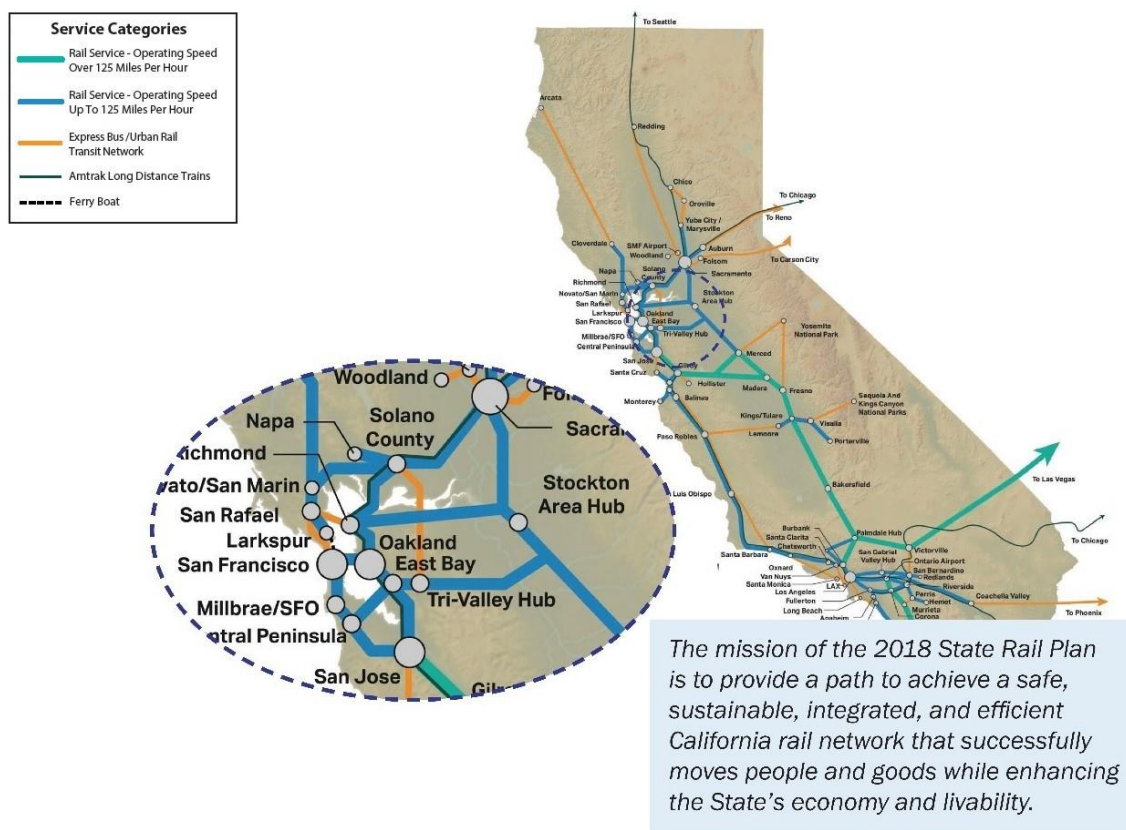 Service Categories
Rail Service - Operating Speed
Over 125 Miles Per Hour
Rail Service - Operating Speed
Up To 125 Miles Per Hour
Express Bus /Urban Rail
Transit Network
Amtrak Long Distance Trains
Ferry Boat
To Seattle
Arcata
Redding
Chico
Oroville
To Chicago
To Reno
Yuba City /
Marysville
Cloverdale
SMF Airport
Woodland
Auburn
Folsom
To Carson City
Sacramento
Napa
Solano
County
Richmond
Novato/San Marin
San Rafael
Larkspur
San Francisco
Oakland
East Bay
Stockton
Area Hub
Tri-Valley Hub
Millbrae/SFO
Central Peninsula
San Jose
Santa Cruz
Gilroy
Hollister
Monterey
Salinas
Merced
Madera
Yosemite
National Park
Fresno
Kings/Tulare
Lemoore
Visalia
Porterville
Sequoia And
Kings Canyon
National Parks
Paso Robles
Luis Obispo
Bakersfield
To Las Vegas
To Chicago
Santa Barbara
Oxnard
Burbank
Santa Clarita
Chatsworth
Van Nuys
Santa Monica
LAX
Los Angeles
Fullerton
Long Beach
Anaheim
Palmdale Hub
San Gabriel
Valley Hub
Victorville
Ontario Airport
San Bernardino
Redlands
Riverside
Perris
Hemet
Murrieta
Corona
Coachella Valley
To Phoenix
Woodland
Fol
Napa
Solano
County
Sacra
ichmond
vato/San Marin
San Rafael
Larkspur
San Francisco
Stockton
Area Hub
Oakland
East Bay
Tri-Valley Hub
Millbrae/SFO
ntral Peninsula
San Jose
Gilr
The mission of the 2018 State Rail Plan
is to provide a path to achieve a safe,
sustainable, integrated, and efficient
California rail network that successfully
moves people and goods while enhancing
the State's economy and livability.